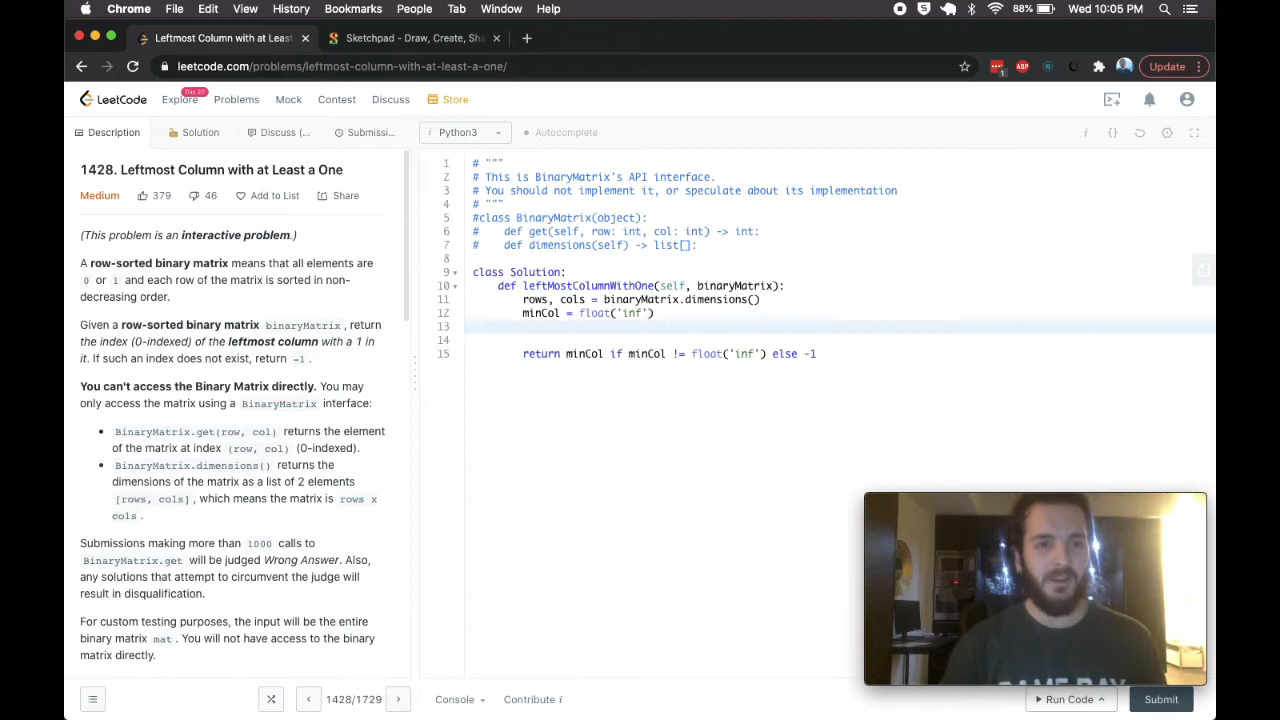 Chrome File Edit View History Bookmarks People Tab Window Help 88% Wed 10:05 PM
Leetmost Column with at Least
Sketchpad - Draw, Create, Sha
leetcode.com/problems/leftmost-column-with-at-least-a-one/ 1 ABP Update
LeetCode Explore Day 20 Problems Mock Contest Discuss Store
Description Solution Discuss (... Submissi... i Python3 Autocomplete i {}
1428. Leftmost Column with at Least a One
Medium 379 46 Add to List Share
(This problem is an interactive problem.)
A row-sorted binary matrix means that all elements are
0 or 1 and each row of the matrix is sorted in non-
decreasing order.
Given a row-sorted binary matrix binaryMatrix, return
the index (0-indexed) of the leftmost column with a 1 in
it. If such an index does not exist, return -1.
You can't access the Binary Matrix directly. You may
only access the matrix using a BinaryMatrix interface:
• BinaryMatrix.get(row, col) returns the element
of the matrix at index (row, col) (0-indexed).
• BinaryMatrix.dimensions() returns the
dimensions of the matrix as a list of 2 elements
[rows, cols], which means the matrix is rows x
cols.
Submissions making more than 1000 calls to
BinaryMatrix.get will be judged Wrong Answer. Also,
any solutions that attempt to circumvent the judge will
result in disqualification.
For custom testing purposes, the input will be the entire
binary matrix mat. You will not have access to the binary
matrix directly.
1 # """
2 # This is BinaryMatrix's API interface.
3 # You should not implement it, or speculate about its implementation
4 # """
5 #class BinaryMatrix(object):
6 #    def get(self, row: int, col: int) -> int:
7 #    def dimensions(self) -> list[]:
8
9 class Solution:
10     def leftMostColumnWithOne(self, binaryMatrix):
11         rows, cols = binaryMatrix.dimensions()
12         minCol = float('inf')
13
14
15         return minCol if minCol != float('inf') else -1
GAME DAY
1428/1729 Console Contribute i Run Code Submit